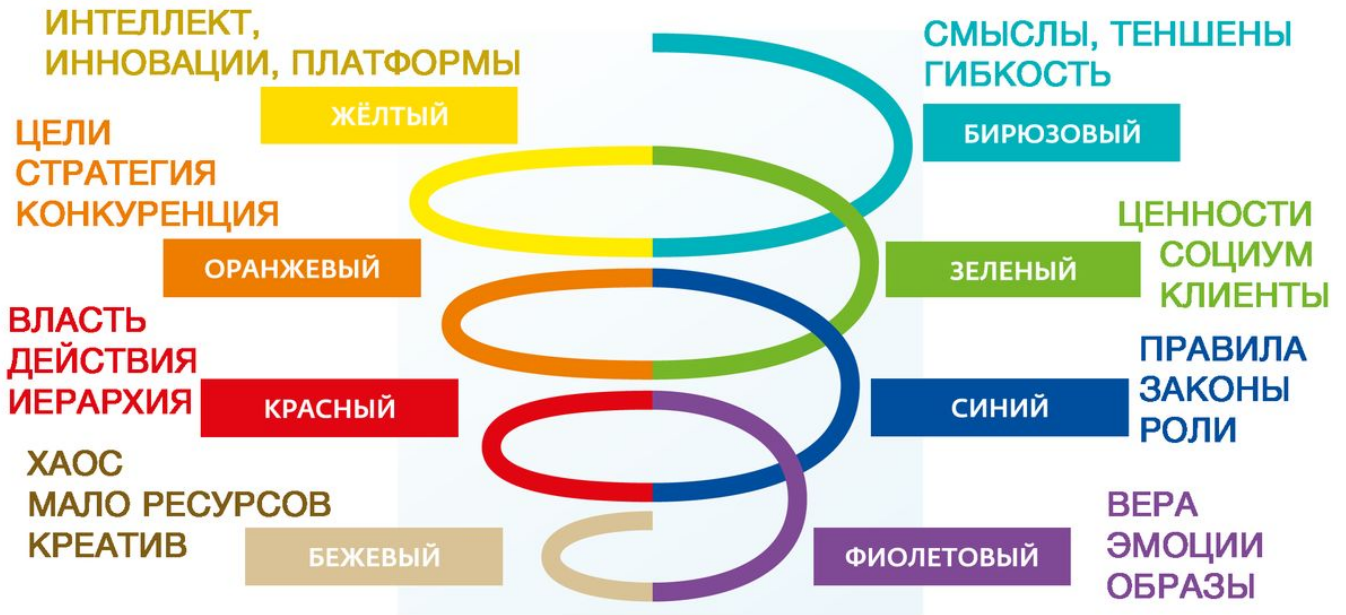 ИНТЕЛЛЕКТ,
ИННОВАЦИИ, ПЛАТФОРМЫ
ЖЁЛТЫЙ
СМЫСЛЫ, ТЕНШЕНЫ
ГИБКОСТЬ
БИРЮЗОВЫЙ
ЦЕЛИ
СТРАТЕГИЯ
КОНКУРЕНЦИЯ
ОРАНЖЕВЫЙ
ЦЕННОСТИ
СОЦИУМ
КЛИЕНТЫ
ЗЕЛЕНЫЙ
ВЛАСТЬ
ДЕЙСТВИЯ
ИЕРАРХИЯ
КРАСНЫЙ
ПРАВИЛА
ЗАКОНЫ
РОЛИ
СИНИЙ
ХАОС
МАЛО РЕСУРСОВ
КРЕАТИВ
БЕЖЕВЫЙ
ВЕРА
ЭМОЦИИ
ОБРАЗЫ
ФИОЛЕТОВЫЙ